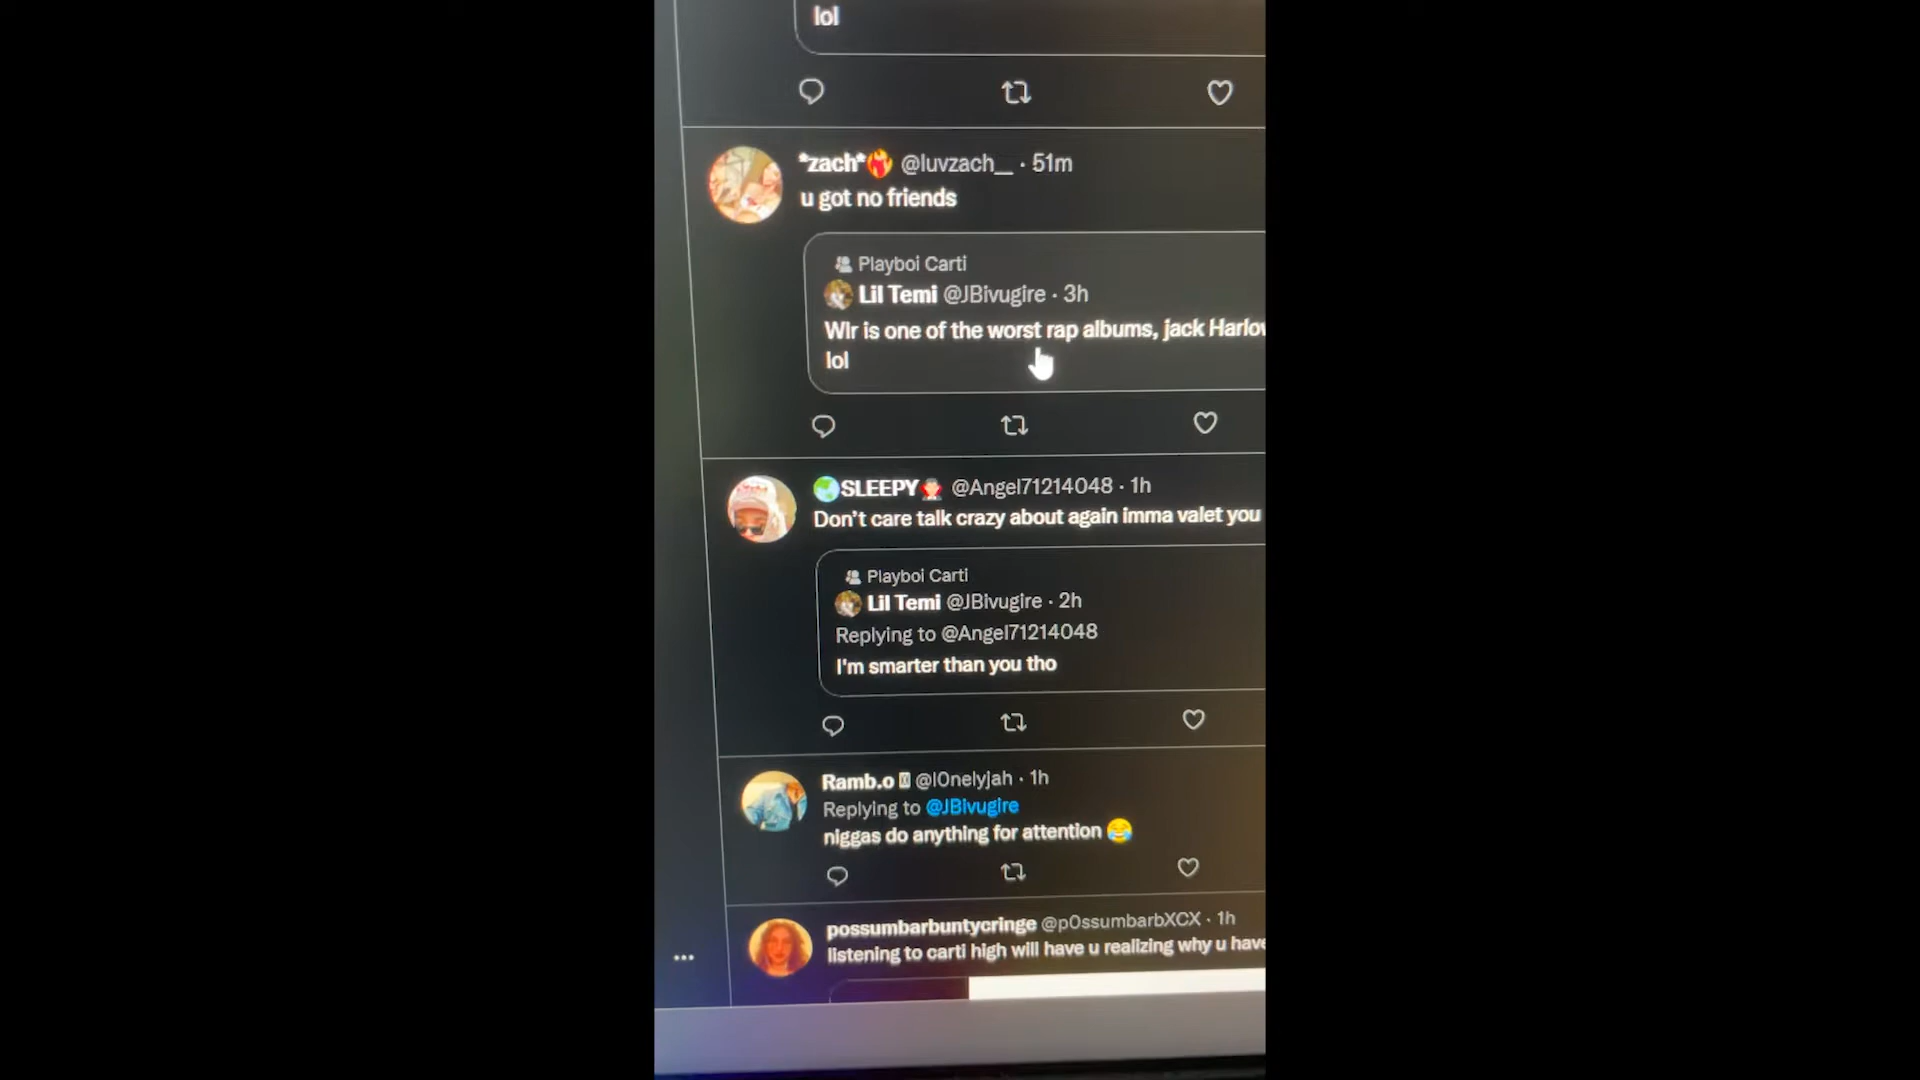 lol
*zach* @luvzach__ · 51m
u got no friends
Playboi Carti
Lil Temi @JBivugire · 3h
Wlr is one of the worst rap albums, jack Harlow
lol
SLEEPY @Angel71214048 · 1h
Don't care talk crazy about again imma valet you
Playboi Carti
Lil Temi @JBivugire · 2h
Replying to @Angel71214048
I'm smarter than you tho
Ramb.o @l0nelyjah · 1h
Replying to @JBivugire
niggas do anything for attention 😂
possumbarbuntycringe @p0ssumbarbXCX · 1h
listening to carti high will have u realizing why u have